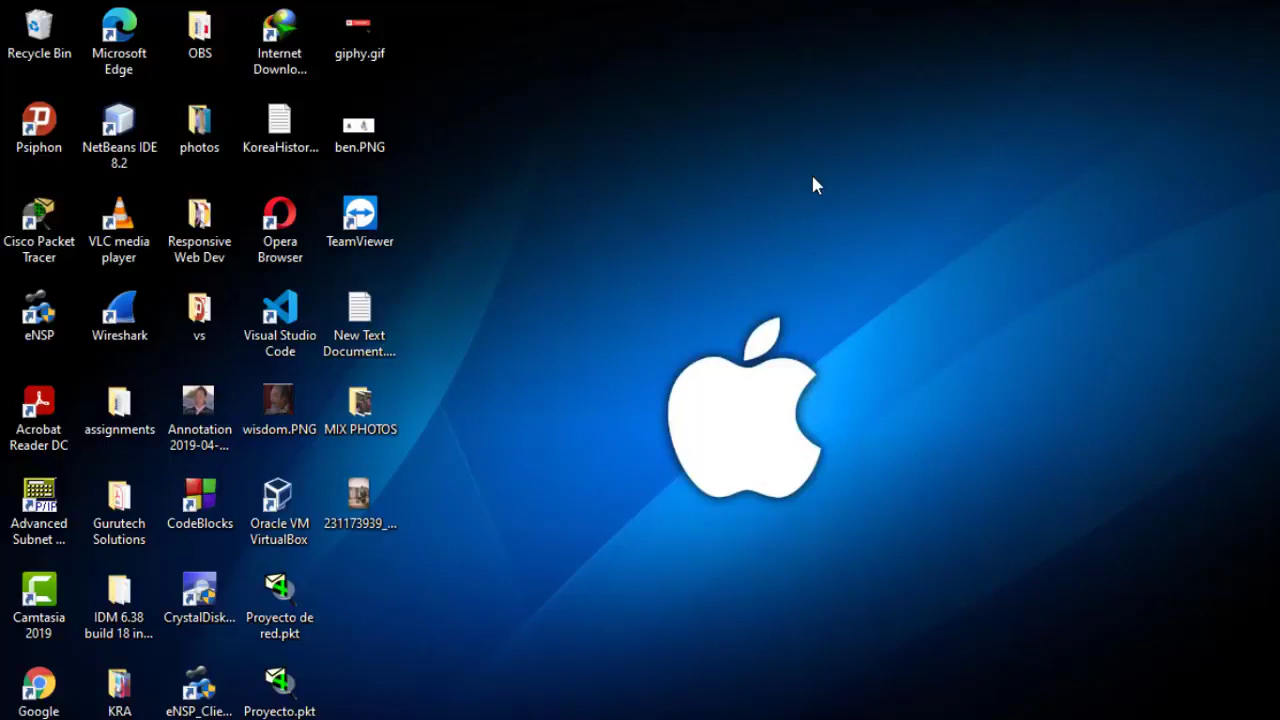 Recycle Bin
Microsoft
Edge
OBS
Internet
Downlo...
giphy.gif
Psiphon
NetBeans IDE
8.2
photos
KoreaHistor...
ben.PNG
Cisco Packet
Tracer
VLC media
player
Responsive
Web Dev
Opera
Browser
TeamViewer
eNSP
Wireshark
vs
Visual Studio
Code
New Text
Document....
Acrobat
Reader DC
assignments
Annotation
2019-04-...
wisdom.PNG
MIX PHOTOS
Advanced
Subnet ...
Gurutech
Solutions
CodeBlocks
Oracle VM
VirtualBox
231173939_...
Camtasia
2019
IDM 6.38
build 18 in...
CrystalDisk...
Proyecto de
red.pkt
Google
KRA
eNSP_Clie...
Proyecto.pkt